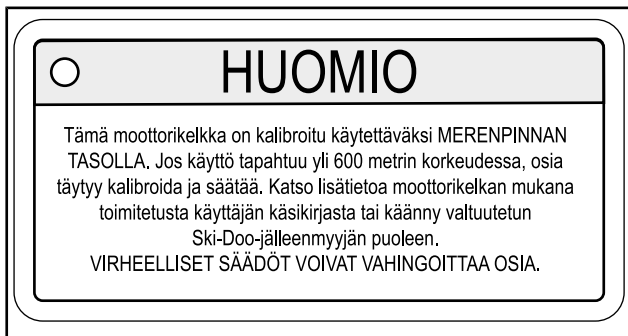 HUOMIO
Tämä moottorikelkka on kalibroitu käytettäväksi MERENPINNAN
TASOLLA. Jos käyttö tapahtuu yli 600 metrin korkeudessa, osia
täytyy kalibroida ja säätää. Katso lisätietoa moottorikelkan mukana
toimitetusta käyttäjän käsikirjasta tai käänny valtuutetun
Ski-Doo-jälleenmyyjän puoleen.
VIRHEELLISET SÄÄDÖT VOIVAT VAHINGOITTAA OSIA.